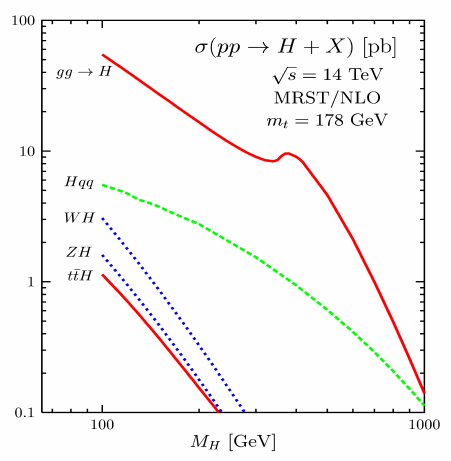 100
σ(pp → H + X) [pb]
gg → H
√s = 14 TeV
MRST/NLO
m_t = 178 GeV
10
Hqq
WH
ZH
tt̄H
1
0.1
100
1000
M_H [GeV]